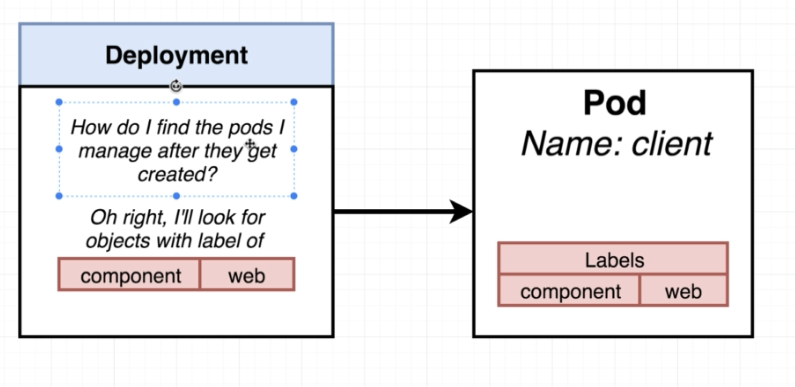 Deployment
How do I find the pods I
manage after they get
created?
Oh right, I'll look for
objects with label of
component web
Pod
Name: client
Labels
component web